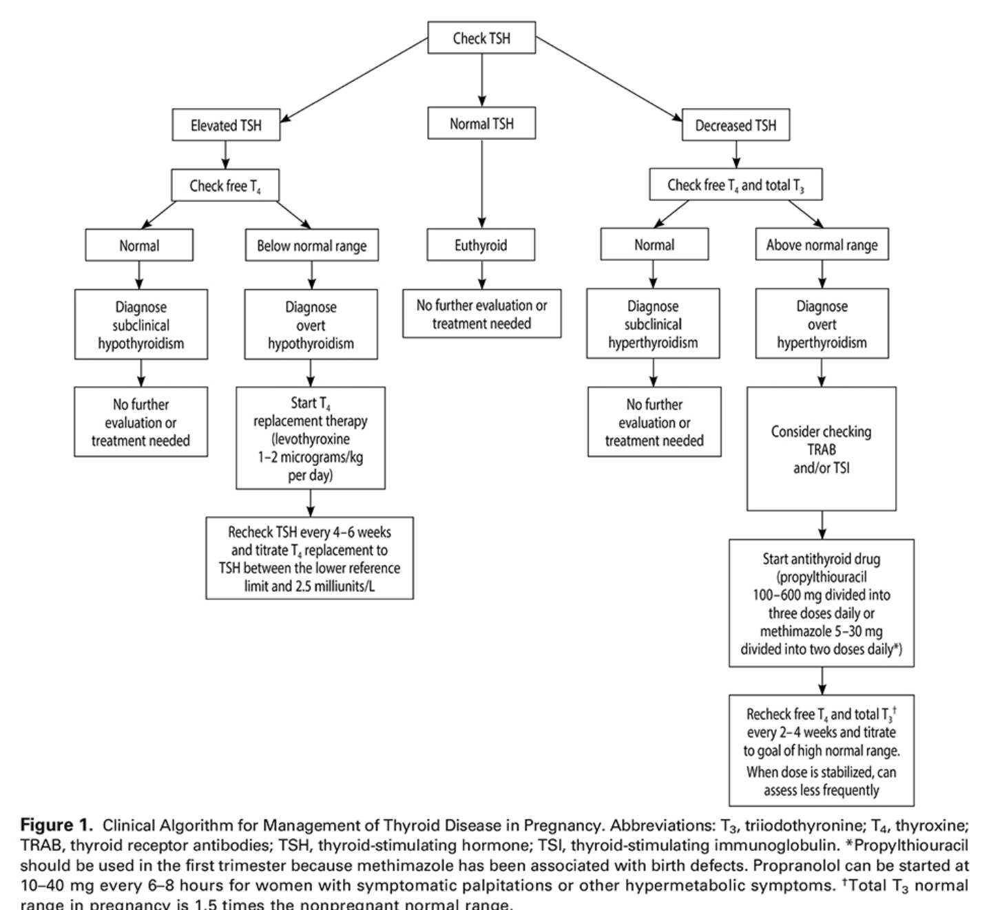 Check TSH
Elevated TSH
Normal TSH
Decreased TSH
Check free T₄
Check free T₄ and total T₃
Normal
Below normal range
Euthyroid
Normal
Above normal range
Diagnose
subclinical
hypothyroidism
Diagnose
overt
hypothyroidism
No further evaluation or
treatment needed
Diagnose
subclinical
hyperthyroidism
Diagnose
overt
hyperthyroidism
No further
evaluation or
treatment needed
Start T₄
replacement therapy
(levothyroxine
1–2 micrograms/kg
per day)
No further
evaluation or
treatment needed
Consider checking
TRAB
and/or TSI
Recheck TSH every 4–6 weeks
and titrate T₄ replacement to
TSH between the lower reference
limit and 2.5 milliunits/L
Start antithyroid drug
(propylthiouracil
100–600 mg divided into
three doses daily or
methimazole 5–30 mg
divided into two doses daily*)
Recheck free T₄ and total T₃†
every 2–4 weeks and titrate
to goal of high normal range.
When dose is stabilized, can
assess less frequently
Figure 1. Clinical Algorithm for Management of Thyroid Disease in Pregnancy. Abbreviations: T₃, triiodothyronine; T₄, thyroxine;
TRAB, thyroid receptor antibodies; TSH, thyroid-stimulating hormone; TSI, thyroid-stimulating immunoglobulin. *Propylthiouracil
should be used in the first trimester because methimazole has been associated with birth defects. Propranolol can be started at
10–40 mg every 6–8 hours for women with symptomatic palpitations or other hypermetabolic symptoms. †Total T₃ normal
range in pregnancy is 1.5 times the nonpregnant normal range.